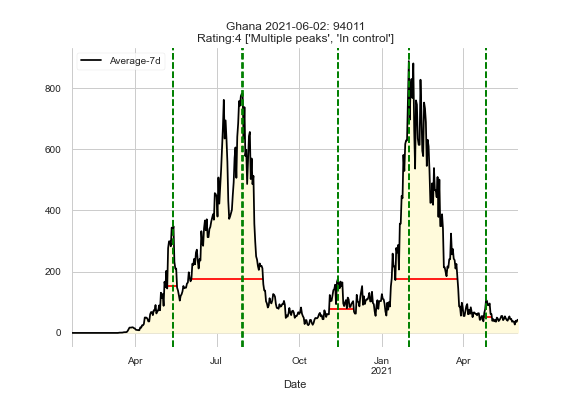 Ghana 2021-06-02: 94011
Rating:4 ['Multiple peaks', 'In control']
Average-7d
800
600
400
200
0
Apr
Jul
Oct
Jan
2021
Apr
Date